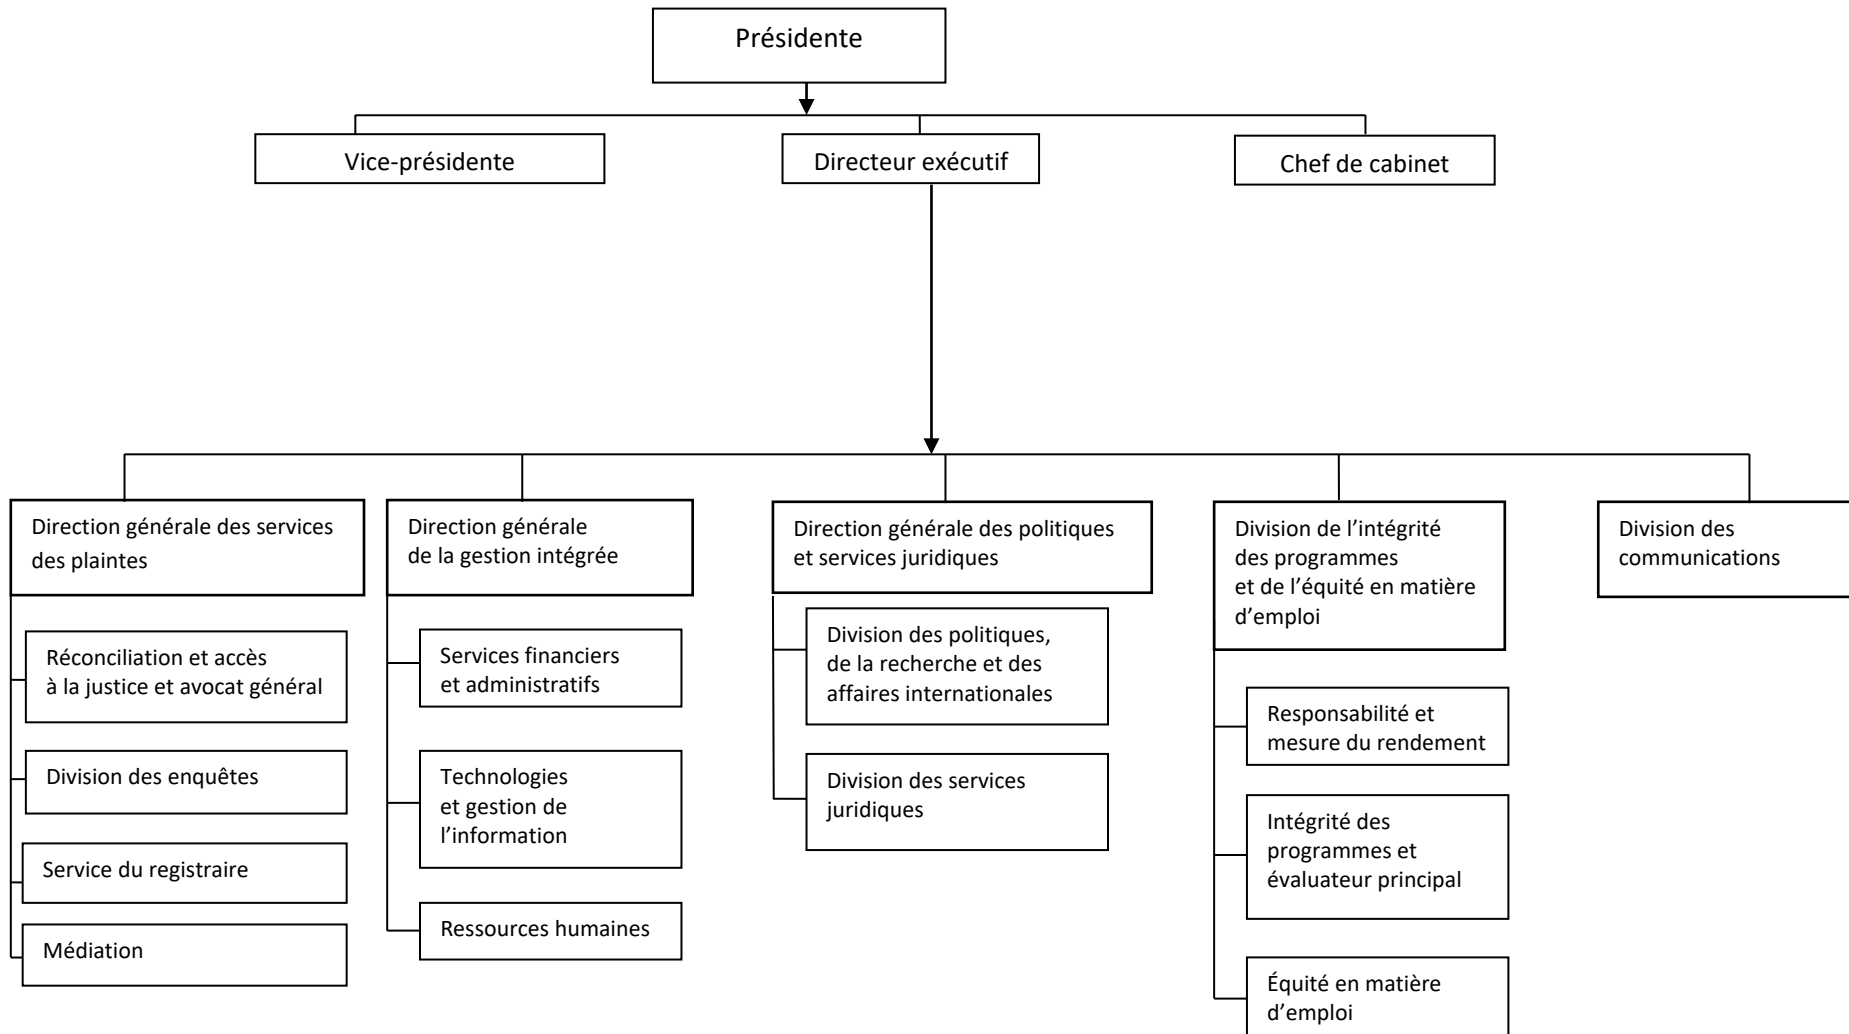 Présidente
Vice-présidente
Directeur exécutif
Chef de cabinet
Direction générale des services
des plaintes
Réconciliation et accès
à la justice et avocat général
Division des enquêtes
Service du registraire
Médiation
Direction générale
de la gestion intégrée
Services financiers
et administratifs
Technologies
et gestion de
l’information
Ressources humaines
Direction générale des politiques
et services juridiques
Division des politiques,
de la recherche et des
affaires internationales
Division des services
juridiques
Division de l’intégrité
des programmes
et de l’équité en matière
d’emploi
Responsabilité et
mesure du rendement
Intégrité des
programmes et
évaluateur principal
Équité en matière
d’emploi
Division des
communications